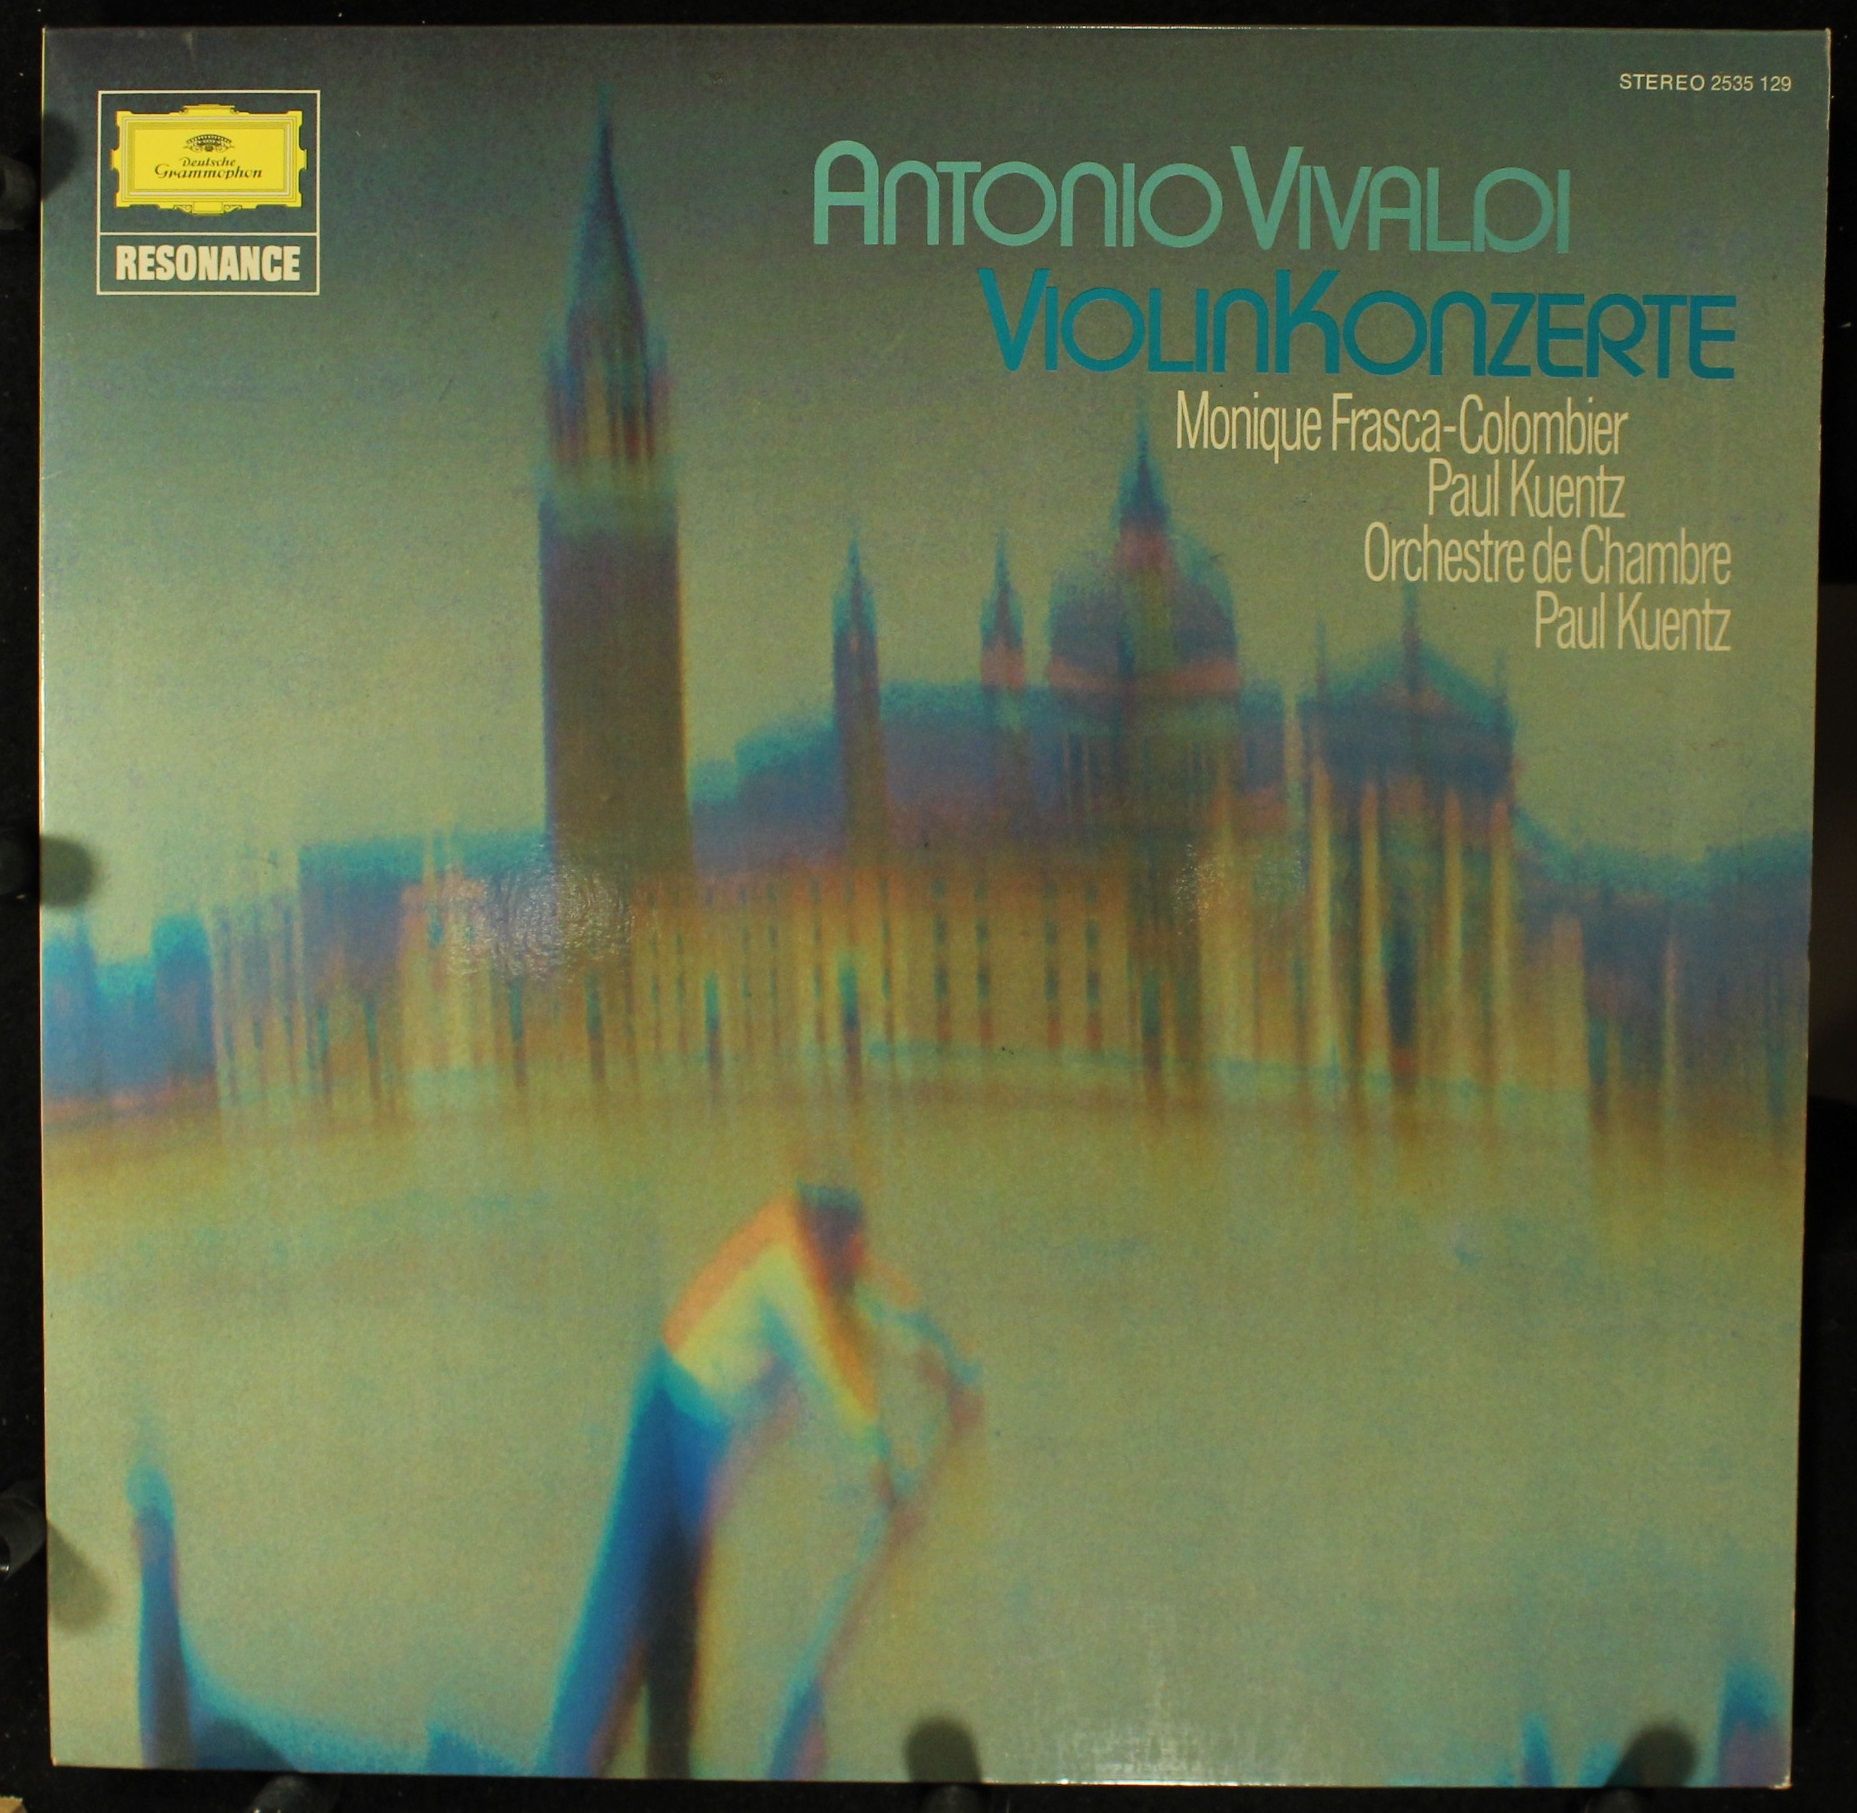 STEREO 2535 129
Deutsche
Grammophon
RESONANCE
ANTONIO VIVALDI
VIOLINKONZERTE
Monique Frasca-Colombier
Paul Kuentz
Orchestre de Chambre
Paul Kuentz